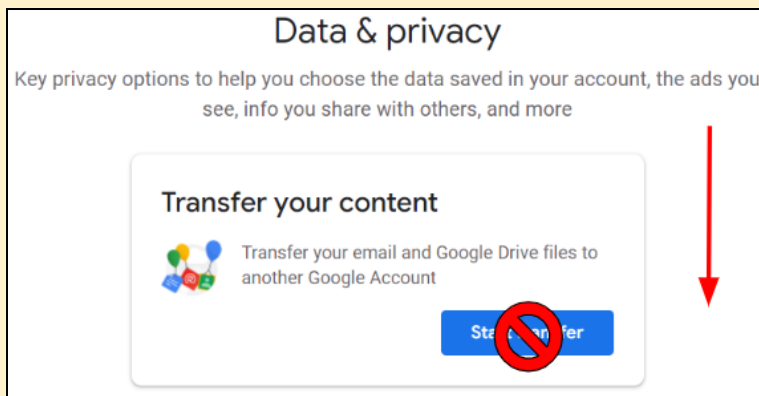 Data & privacy
Key privacy options to help you choose the data saved in your account, the ads you
see, info you share with others, and more
Transfer your content
Transfer your email and Google Drive files to
another Google Account